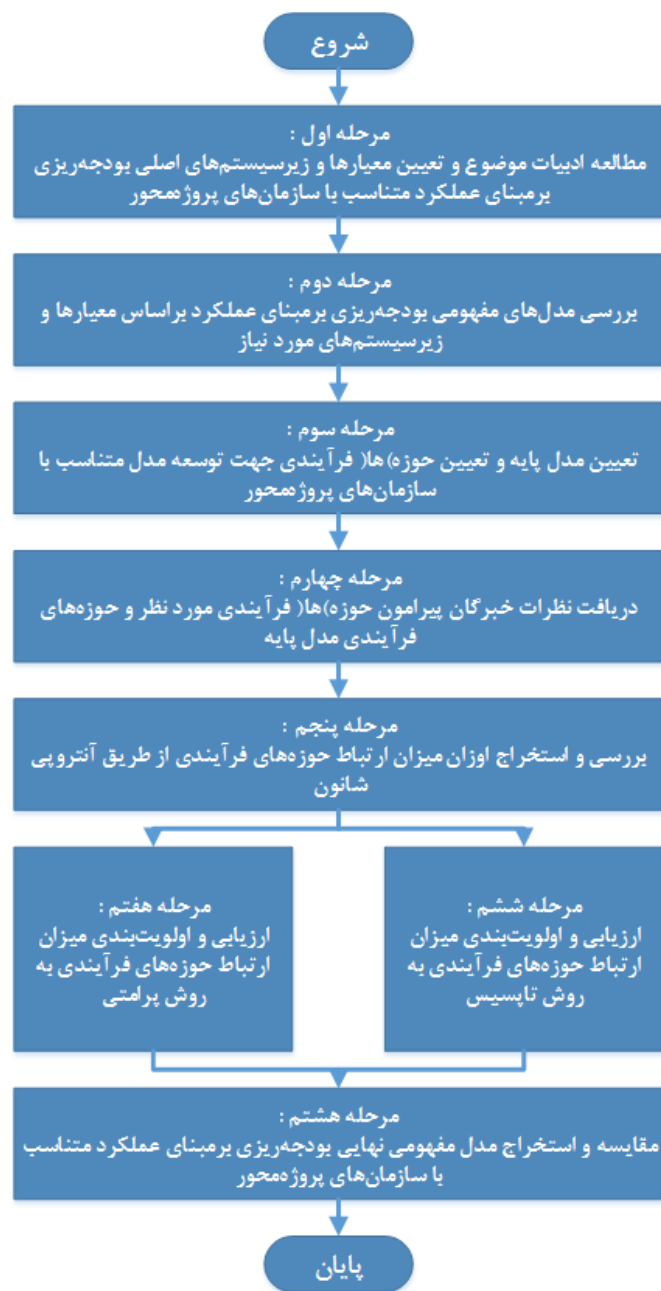 شروع
مرحله اول :
مطالعه ادبیات موضوع و تعیین معیارها و زیرسیستم‌های اصلی بودجه‌ریزی
برمبنای عملکرد متناسب با سازمان‌های پروژه‌محور
مرحله دوم :
بررسی مدل‌های مفهومی بودجه‌ریزی برمبنای عملکرد براساس معیارها و
زیرسیستم‌های مورد نیاز
مرحله سوم :
تعیین مدل پایه و تعیین حوزه)ها( فرآیندی جهت توسعه مدل متناسب با
سازمان‌های پروژه‌محور
مرحله چهارم :
دریافت نظرات خبرگان پیرامون حوزه)ها( فرآیندی مورد نظر و حوزه‌های
فرآیندی مدل پایه
مرحله پنجم :
بررسی و استخراج اوزان میزان ارتباط حوزه‌های فرآیندی از طریق آنتروپی
شانون
مرحله ششم :
ارزیابی و اولویت‌بندی میزان
ارتباط حوزه‌های فرآیندی به
روش تاپسیس
مرحله هفتم :
ارزیابی و اولویت‌بندی میزان
ارتباط حوزه‌های فرآیندی به
روش پرامتی
مرحله هشتم :
مقایسه و استخراج مدل مفهومی نهایی بودجه‌ریزی برمبنای عملکرد متناسب
با سازمان‌های پروژه‌محور
پایان